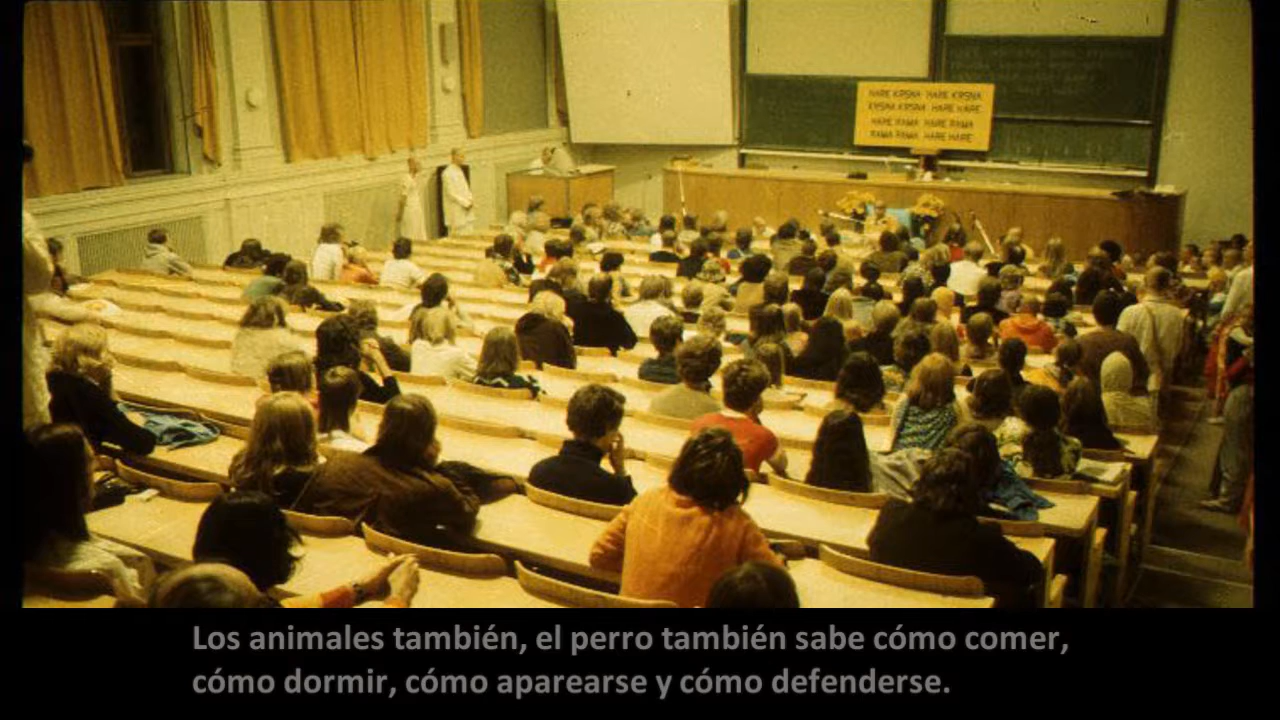 HARE KRSNA HARE KRSNA
KRSNA KRSNA HARE HARE
HARE RAMA HARE RAMA
RAMA RAMA HARE HARE
Los animales también, el perro también sabe cómo comer,
cómo dormir, cómo aparearse y cómo defenderse.